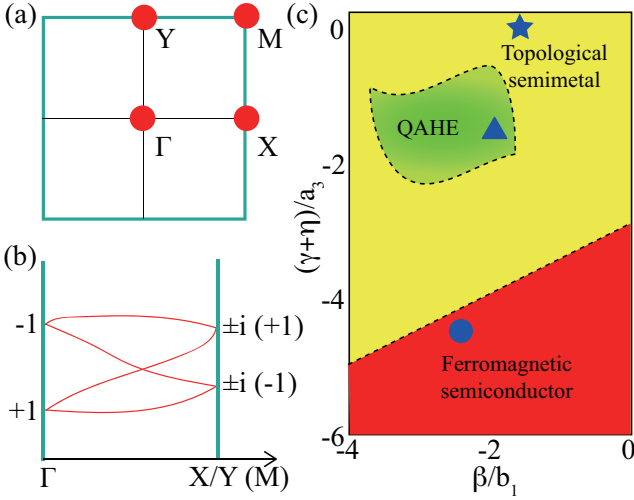 (a)
Y
M
Γ
X
(b)
-1
+1
±i (+1)
±i (-1)
Γ
X/Y (M)
(c)
0
-2
-4
-6
(γ+η)/a₃
Topological
semimetal
QAHE
Ferromagnetic
semiconductor
-4
-2
0
β/b₁